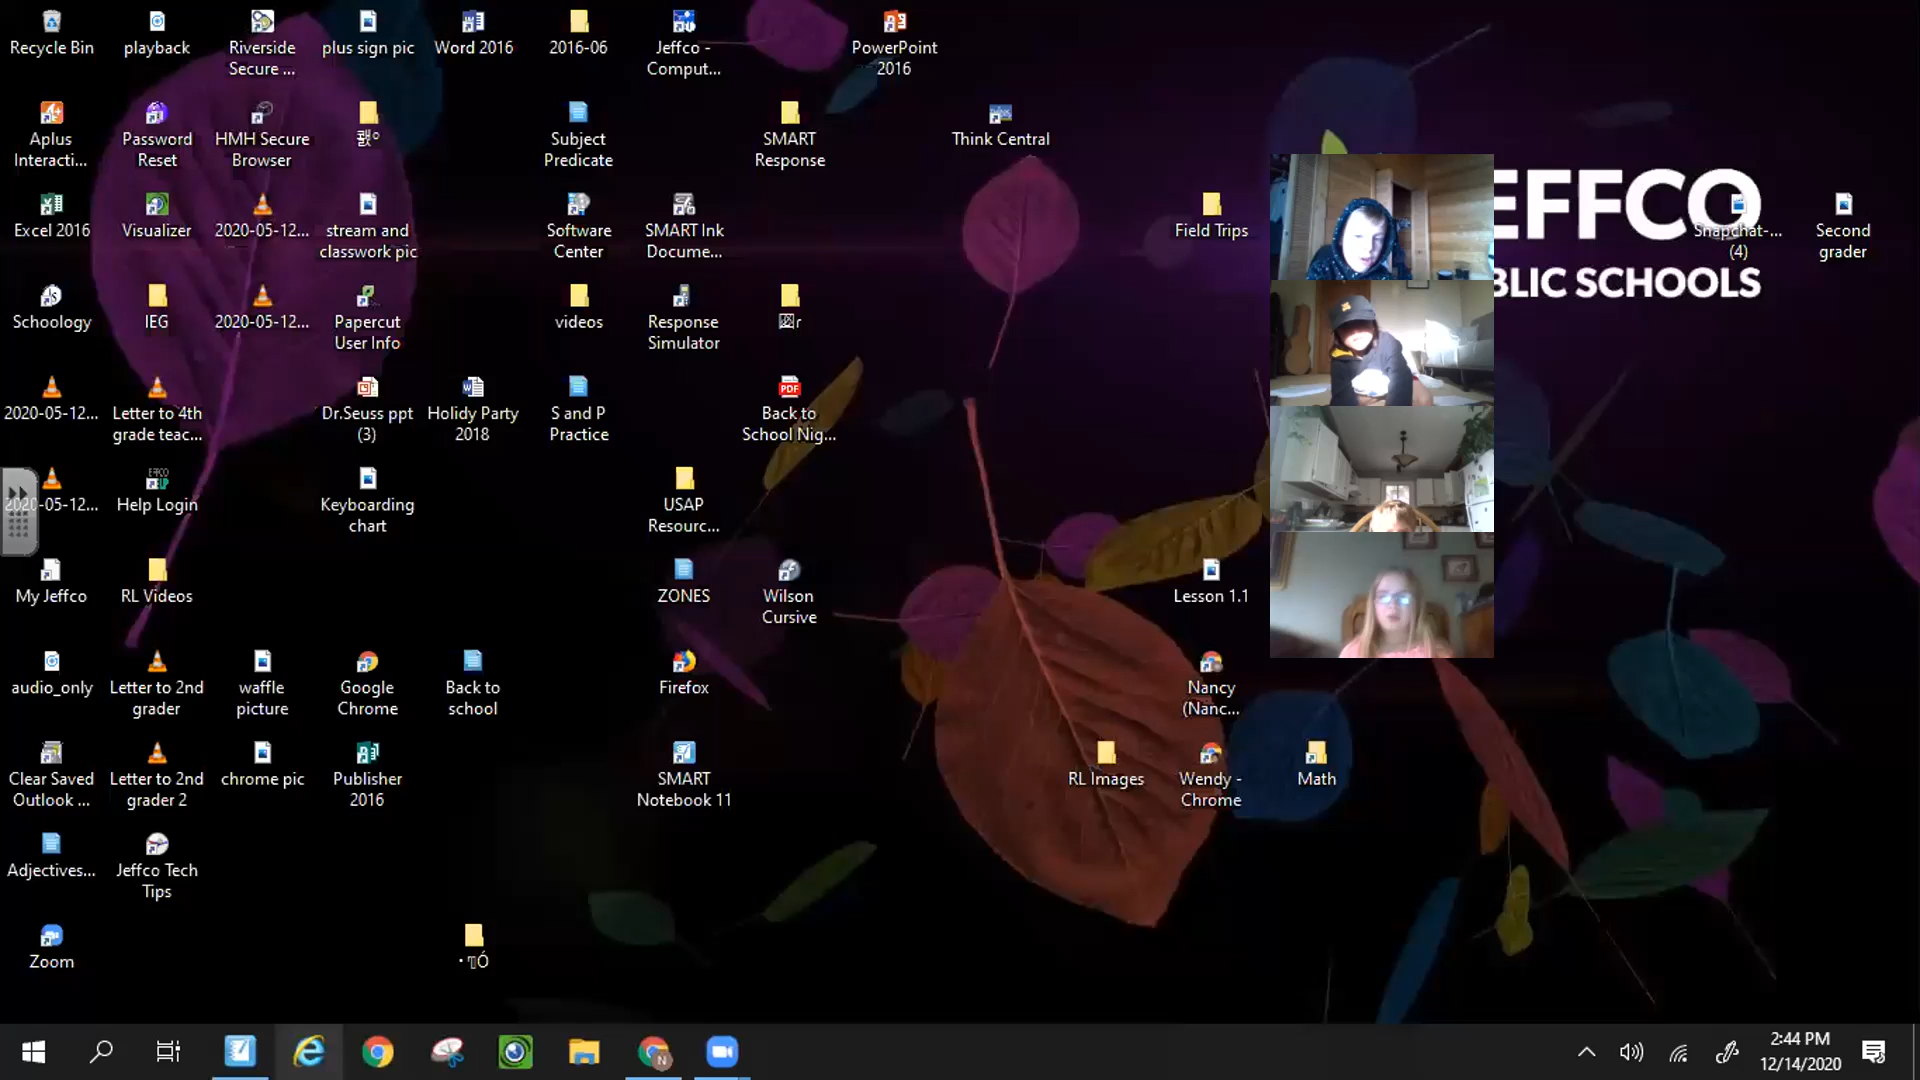 Recycle Bin
playback
Riverside
Secure ...
plus sign pic
Word 2016
2016-06
Jeffco -
Comput...
PowerPoint
2016
Aplus
Interacti...
Password
Reset
HMH Secure
Browser
Subject
Predicate
SMART
Response
Think Central
Excel 2016
Visualizer
2020-05-12...
stream and
classwork pic
Software
Center
SMART Ink
Docume...
Field Trips
EFFCO
BLIC SCHOOLS
Snapchat-...
(4)
Second
grader
Schoology
IEG
2020-05-12...
Papercut
User Info
videos
Response
Simulator
2020-05-12...
Letter to 4th
grade teac...
Dr.Seuss ppt
(3)
Holidy Party
2018
S and P
Practice
PDF
Back to
School Nig...
2020-05-12...
Help Login
Keyboarding
chart
USAP
Resourc...
My Jeffco
RL Videos
ZONES
Wilson
Cursive
Lesson 1.1
audio_only
Letter to 2nd
grader
waffle
picture
Google
Chrome
Back to
school
Firefox
Nancy
(Nanc...
Clear Saved
Outlook ...
Letter to 2nd
grader 2
chrome pic
Publisher
2016
SMART
Notebook 11
RL Images
Wendy -
Chrome
Math
Adjectives...
Jeffco Tech
Tips
Zoom
2:44 PM
12/14/2020